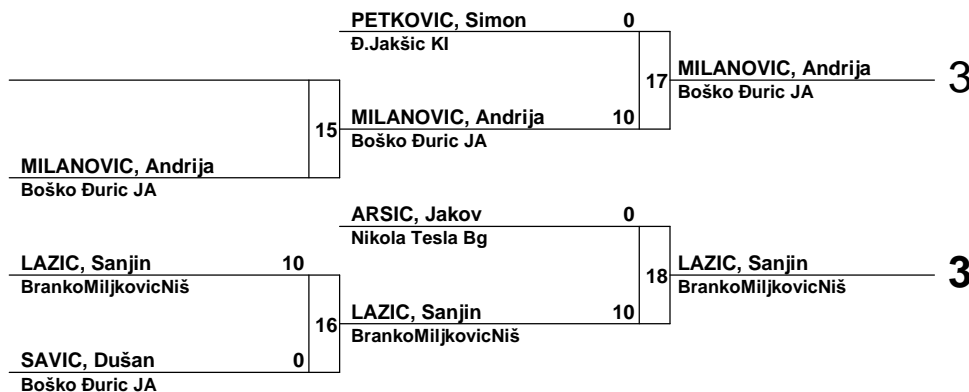 PETKOVIC, Simon 0
Đ.Jakšic KI
17
MILANOVIC, Andrija 3
Boško Đuric JA
15
MILANOVIC, Andrija 10
Boško Đuric JA
MILANOVIC, Andrija
Boško Đuric JA
ARSIC, Jakov 0
Nikola Tesla Bg
LAZIC, Sanjin 10
BrankoMiljkovicNiš
18
LAZIC, Sanjin 3
BrankoMiljkovicNiš
16
LAZIC, Sanjin 10
BrankoMiljkovicNiš
SAVIC, Dušan 0
Boško Đuric JA